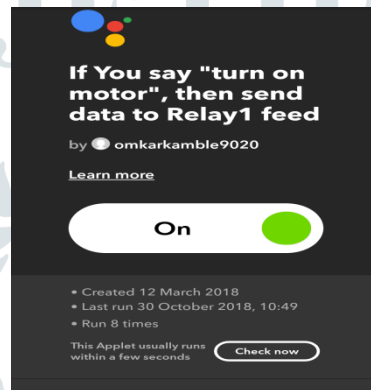 If You say "turn on
motor", then send
data to Relay1 feed
by omkarkamble9020
Learn more
On
• Created 12 March 2018
• Last run 30 October 2018, 10:49
• Run 8 times
This Applet usually runs
within a few seconds
Check now